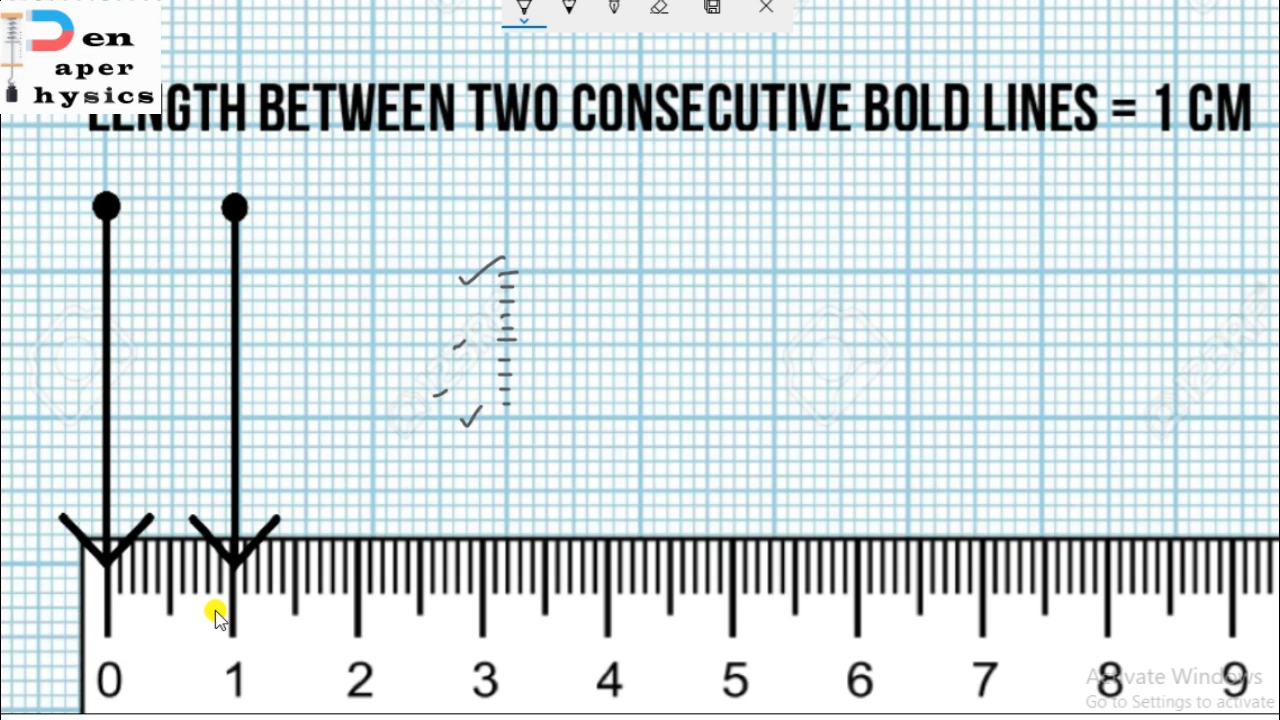 en
aper
hysics
LENGTH BETWEEN TWO CONSECUTIVE BOLD LINES = 1 CM
0 1 2 3 4 5 6 7 8 9
Activate Windows
Go to Settings to activate